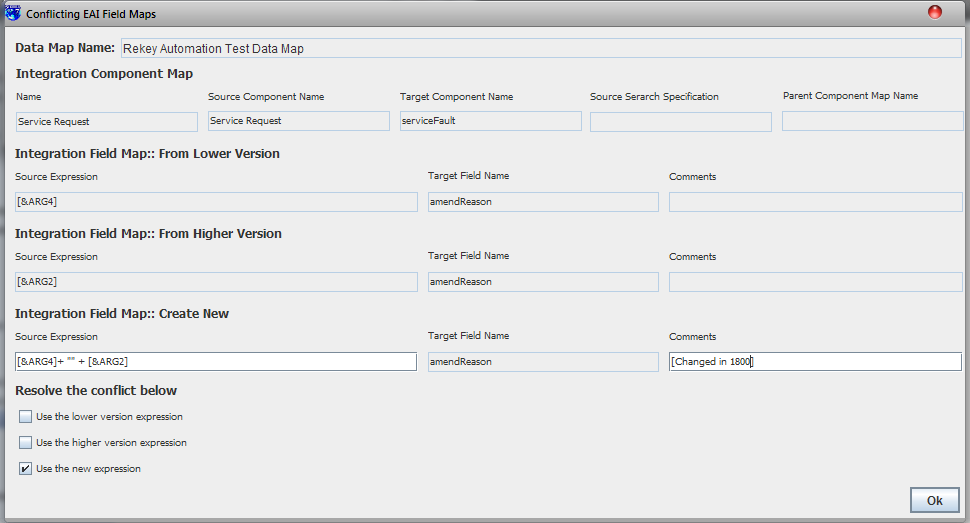 Conflicting EAI Field Maps
Data Map Name: Rekey Automation Test Data Map
Integration Component Map
Name Source Component Name Target Component Name Source Serarch Specification Parent Component Map Name
Service Request Service Request serviceFault
Integration Field Map:: From Lower Version
Source Expression Target Field Name Comments
[&ARG4] amendReason
Integration Field Map:: From Higher Version
Source Expression Target Field Name Comments
[&ARG2] amendReason
Integration Field Map:: Create New
Source Expression Target Field Name Comments
[&ARG4]+ "" + [&ARG2] amendReason [Changed in 1800]
Resolve the conflict below
Use the lower version expression
Use the higher version expression
Use the new expression
Ok